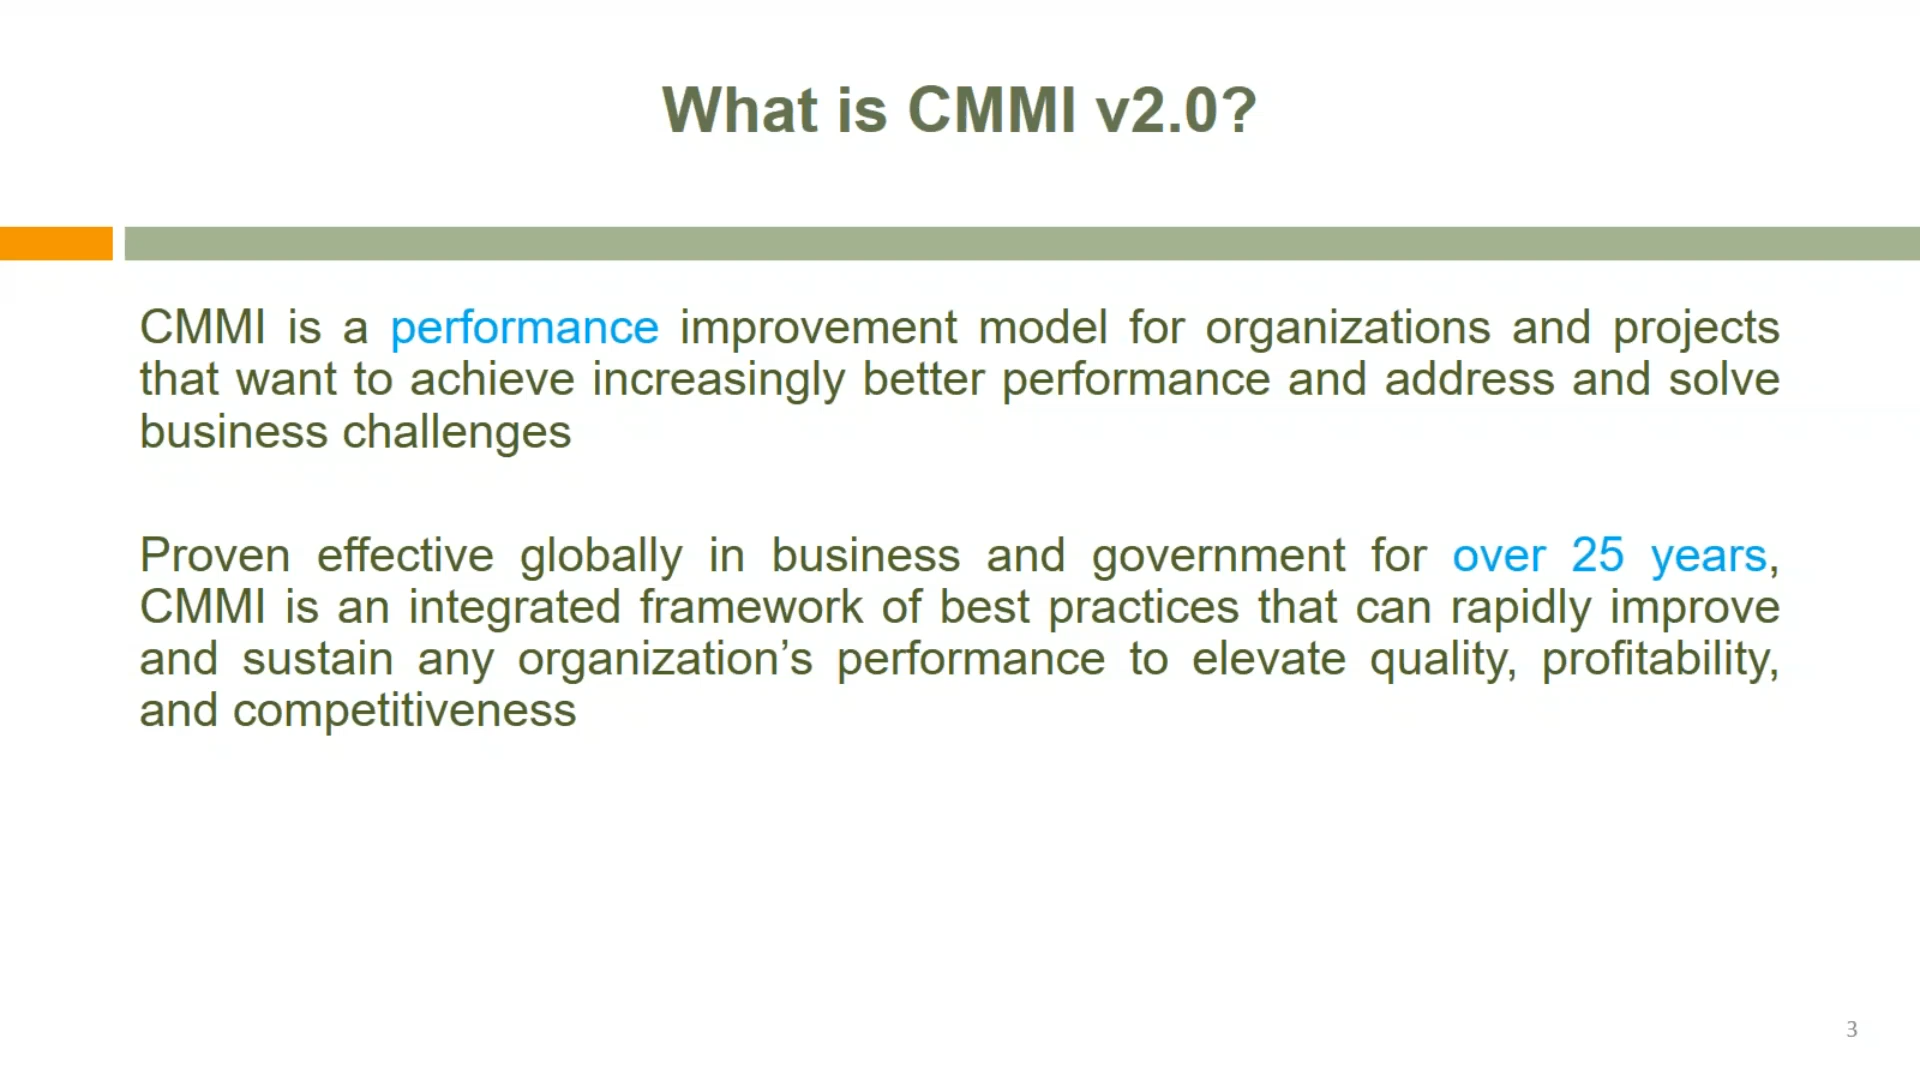 What is CMMI v2.0?
CMMI is a performance improvement model for organizations and projects
that want to achieve increasingly better performance and address and solve
business challenges
Proven effective globally in business and government for over 25 years,
CMMI is an integrated framework of best practices that can rapidly improve
and sustain any organization’s performance to elevate quality, profitability,
and competitiveness
3